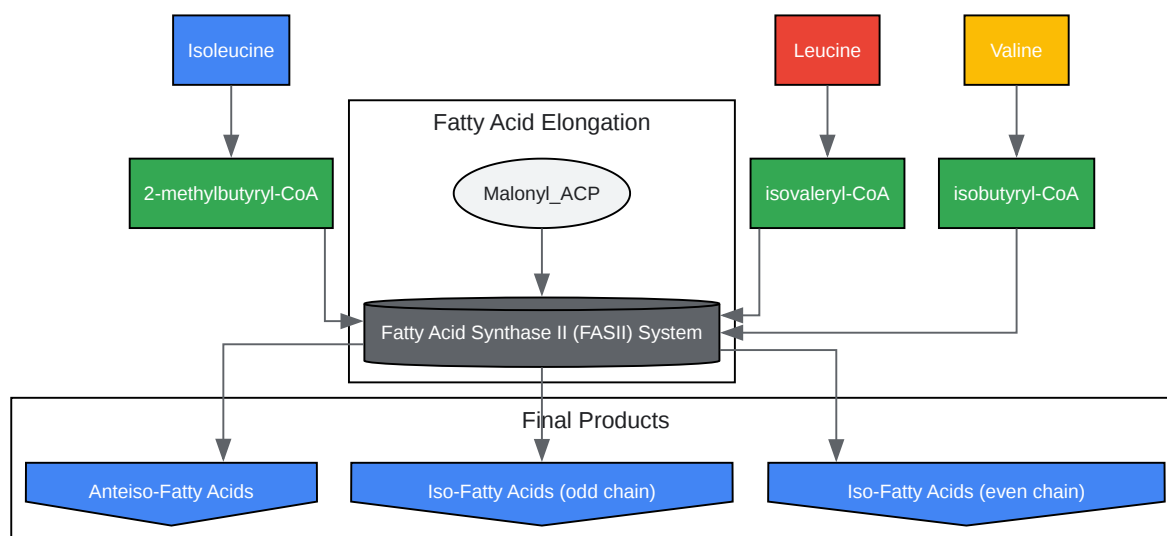 Isoleucine
Leucine
Valine
Fatty Acid Elongation
2-methylbutyryl-CoA
Malonyl_ACP
isovaleryl-CoA
isobutyryl-CoA
Fatty Acid Synthase II (FASII) System
Final Products
Anteiso-Fatty Acids
Iso-Fatty Acids (odd chain)
Iso-Fatty Acids (even chain)